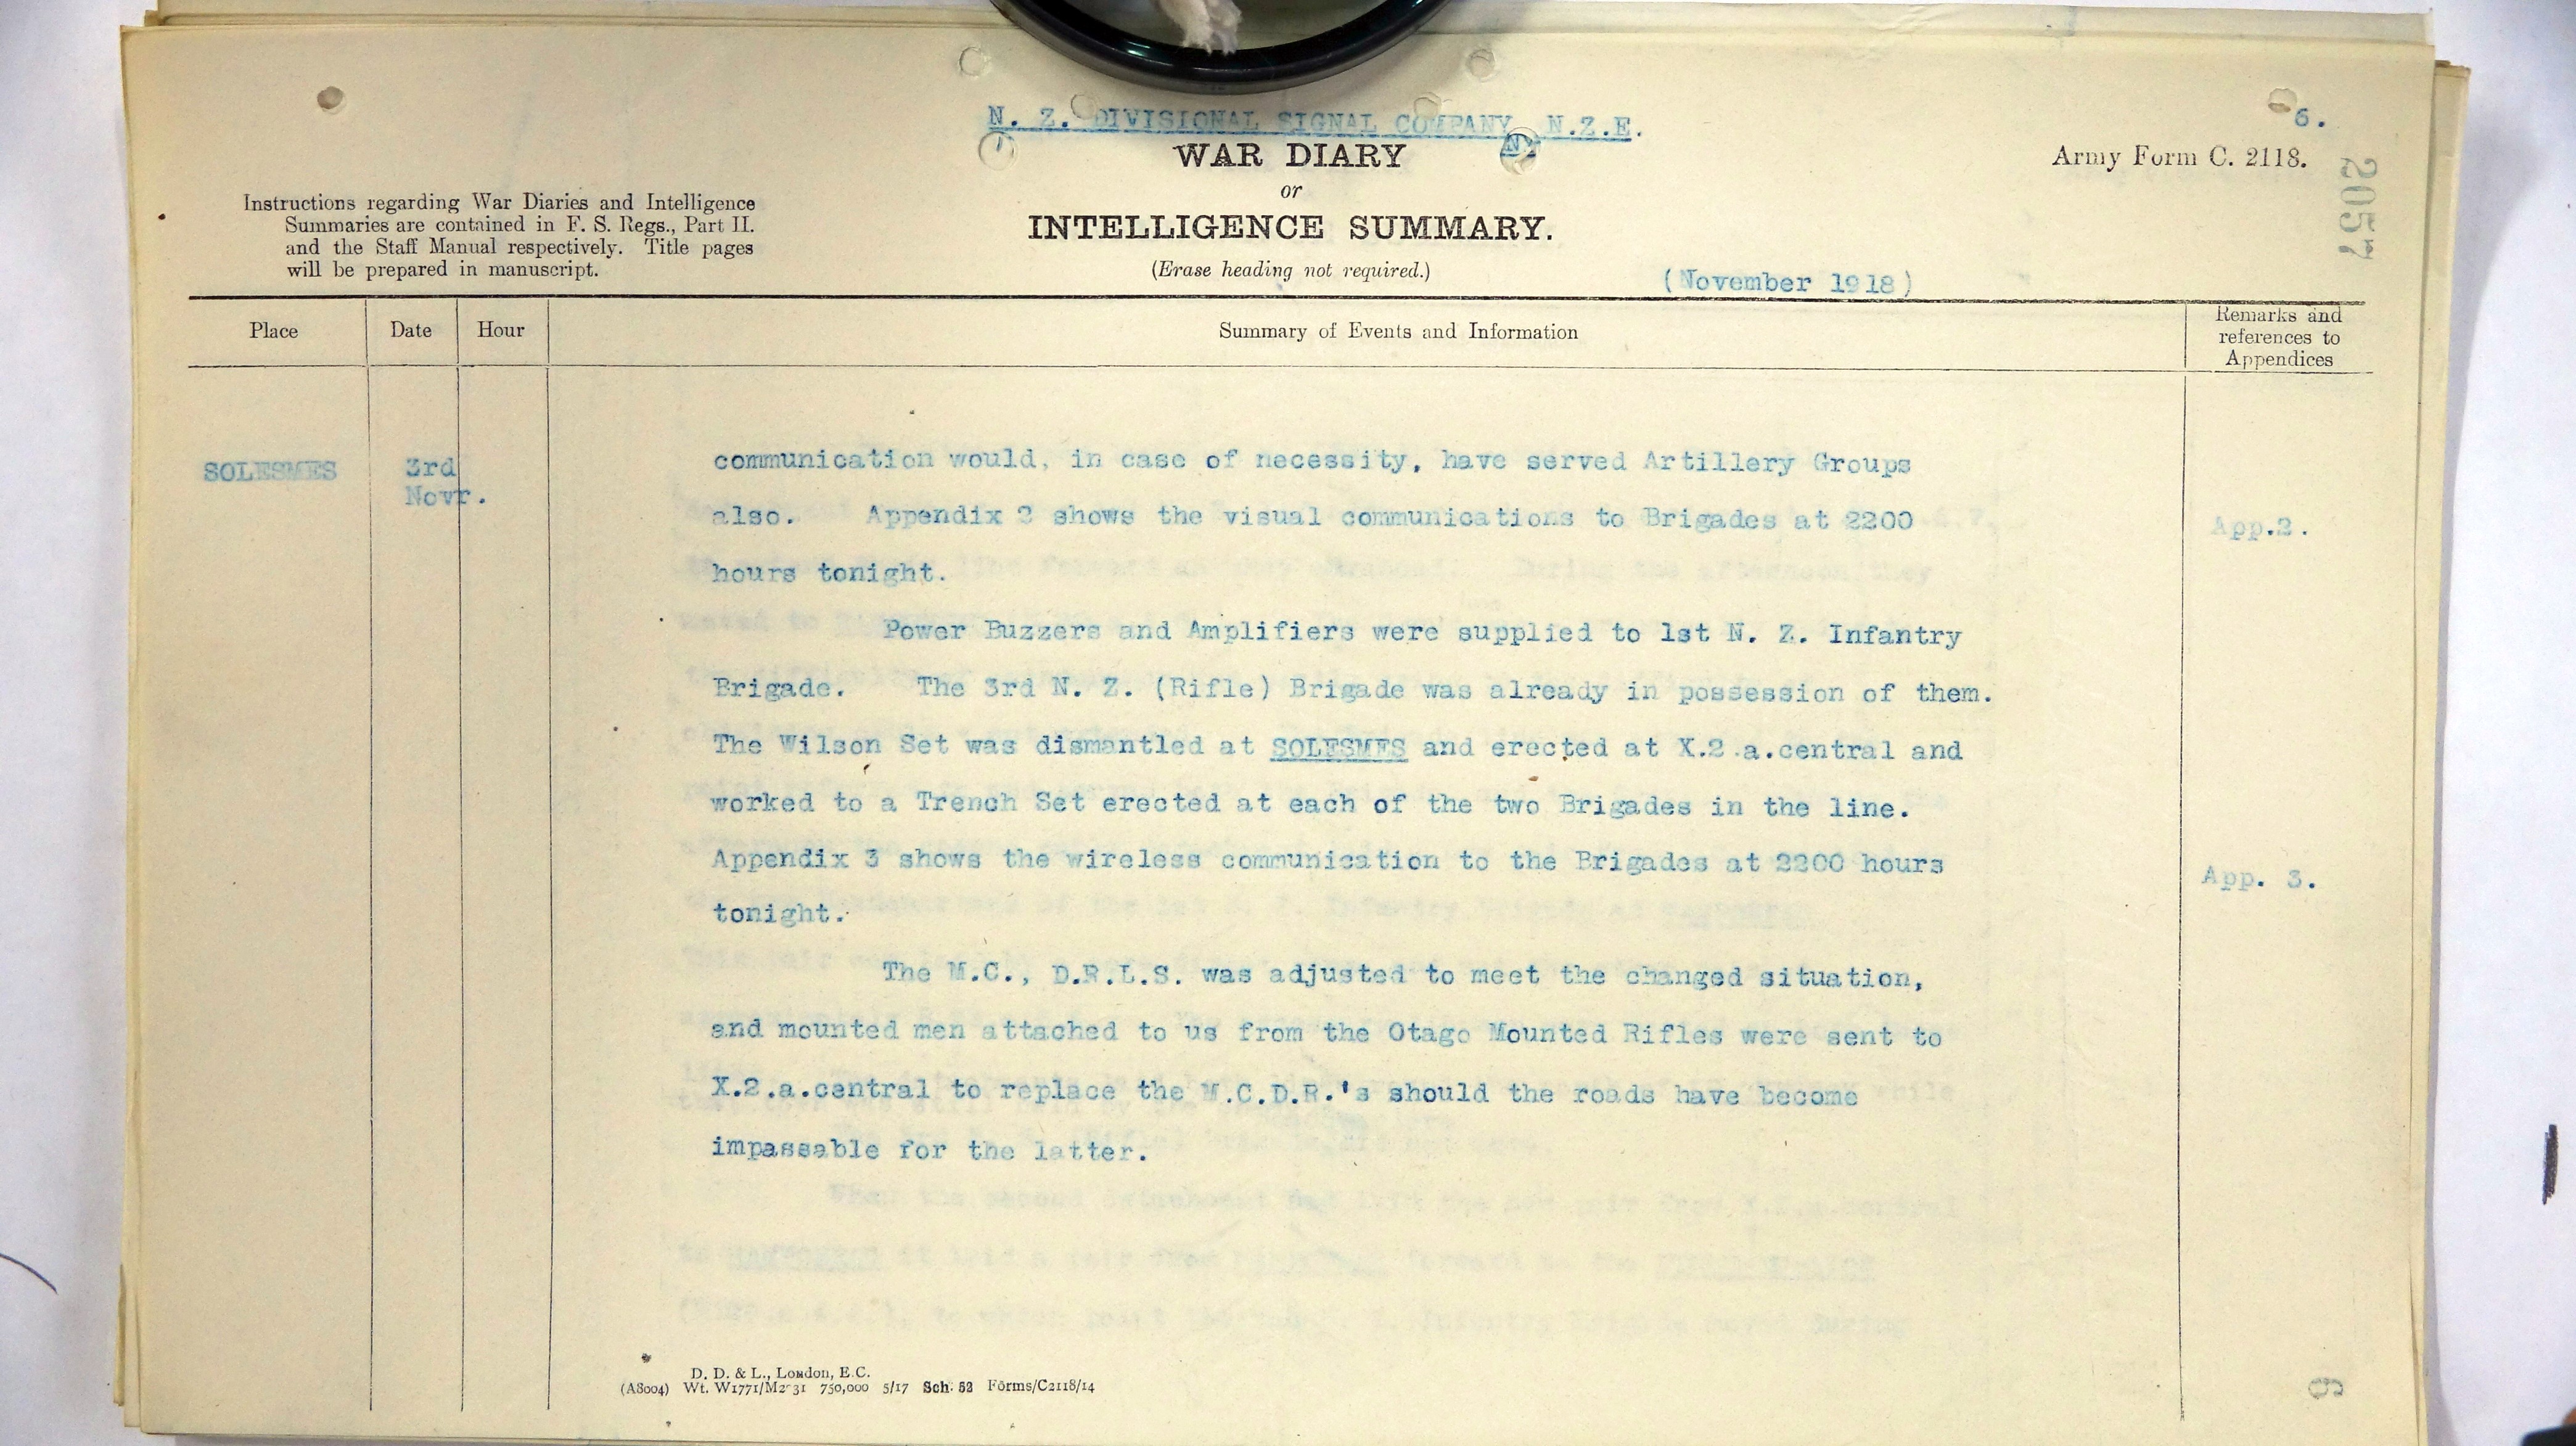 N. Z. DIVISIONAL SIGNAL COMPANY, N.Z.E.
6.
WAR DIARY
or
INTELLIGENCE SUMMARY.
(Erase heading not required.)
Army Form C. 2118.
2057
Instructions regarding War Diaries and Intelligence
Summaries are contained in F. S. Regs., Part II.
and the Staff Manual respectively. Title pages
will be prepared in manuscript.
(November 1918)
Place
Date
Hour
Summary of Events and Information
Remarks and
references to
Appendices
SOLESMES
3rd
Novr.
communication would, in case of necessity, have served Artillery Groups
also. Appendix 2 shows the visual communications to Brigades at 2200
App.2.
hours tonight.
Power Buzzers and Amplifiers were supplied to 1st N. Z. Infantry
Brigade. The 3rd N. Z. (Rifle) Brigade was already in possession of them.
The Wilson Set was dismantled at SOLESMES and erected at X.2.a.central and
worked to a Trench Set erected at each of the two Brigades in the line.
Appendix 3 shows the wireless communication to the Brigades at 2200 hours
App. 3.
tonight.
The M.C., D.R.L.S. was adjusted to meet the changed situation,
and mounted men attached to us from the Otago Mounted Rifles were sent to
X.2.a.central to replace the M.C.D.R.'s should the roads have become
impassable for the latter.
D. D. & L., London, E.C.
(A8004) Wt. W1771/M2 31 750,000 5/17 Sch. 52 Forms/C2118/14